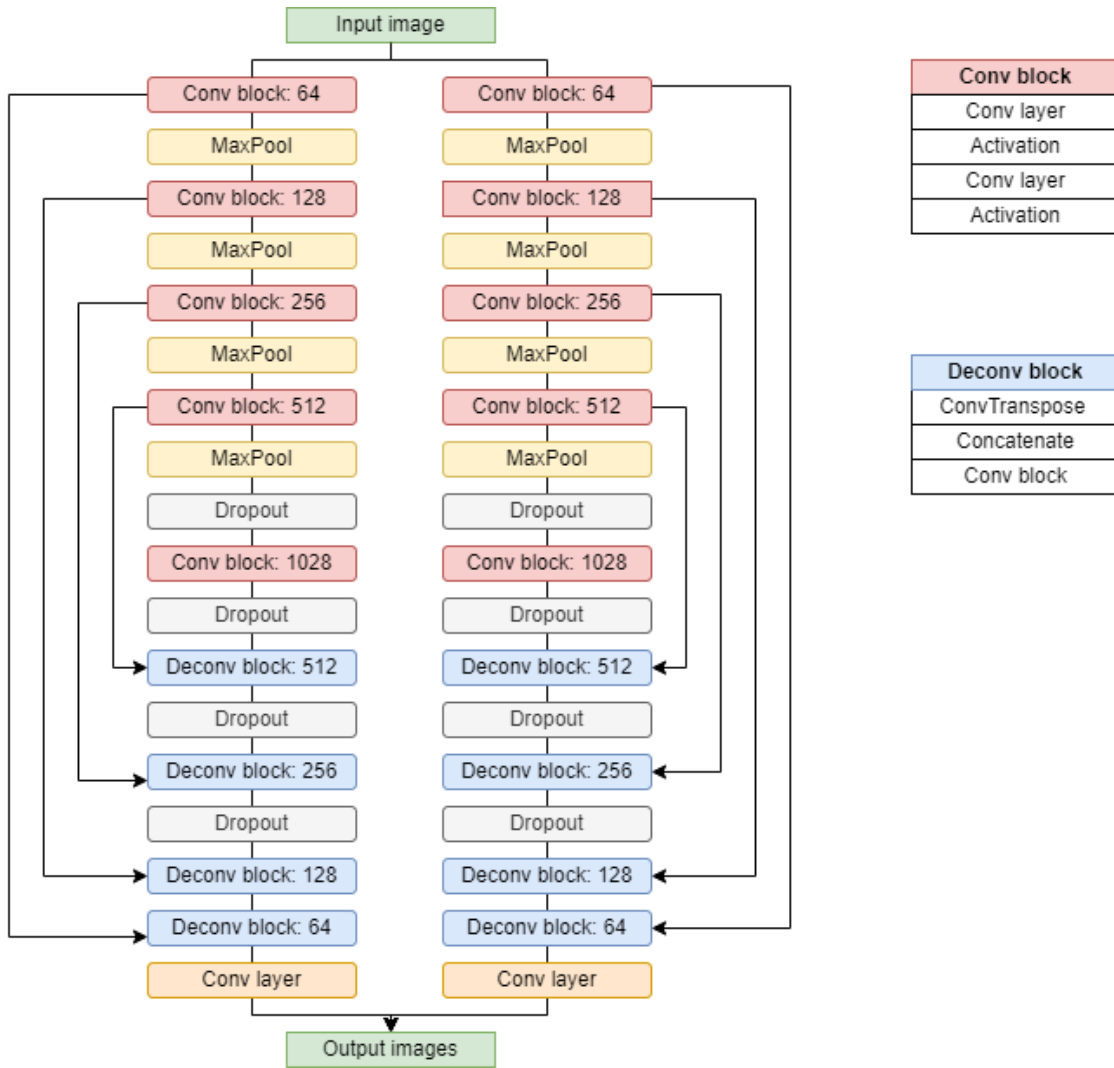 Input image
Conv block: 64
MaxPool
Conv block: 128
MaxPool
Conv block: 256
MaxPool
Conv block: 512
MaxPool
Dropout
Conv block: 1028
Dropout
Deconv block: 512
Dropout
Deconv block: 256
Dropout
Deconv block: 128
Deconv block: 64
Conv layer
Conv block: 64
MaxPool
Conv block: 128
MaxPool
Conv block: 256
MaxPool
Conv block: 512
MaxPool
Dropout
Conv block: 1028
Dropout
Deconv block: 512
Dropout
Deconv block: 256
Dropout
Deconv block: 128
Deconv block: 64
Conv layer
Output images
Conv block
Conv layer
Activation
Conv layer
Activation
Deconv block
ConvTranspose
Concatenate
Conv block